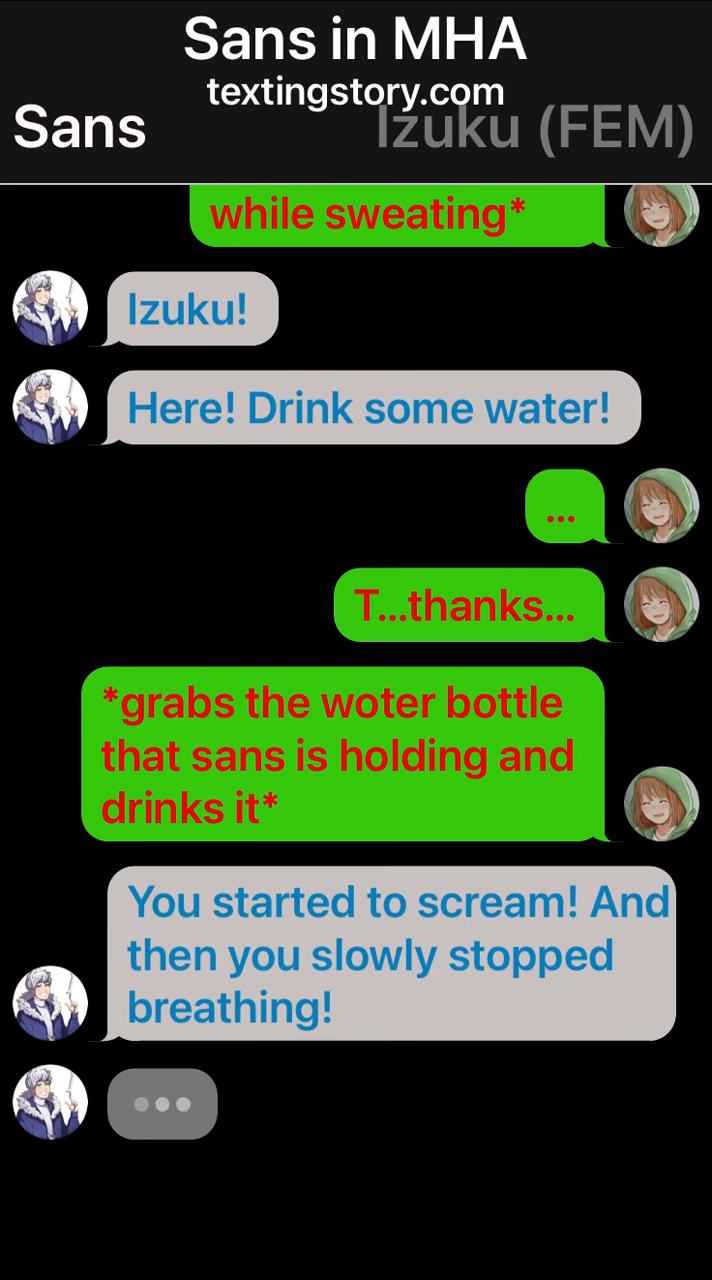 Sans in MHA
textingstory.com
Sans
Izuku (FEM)
while sweating*
Izuku!
Here! Drink some water!
...
T...thanks...
*grabs the woter bottle
that sans is holding and
drinks it*
You started to scream! And
then you slowly stopped
breathing!